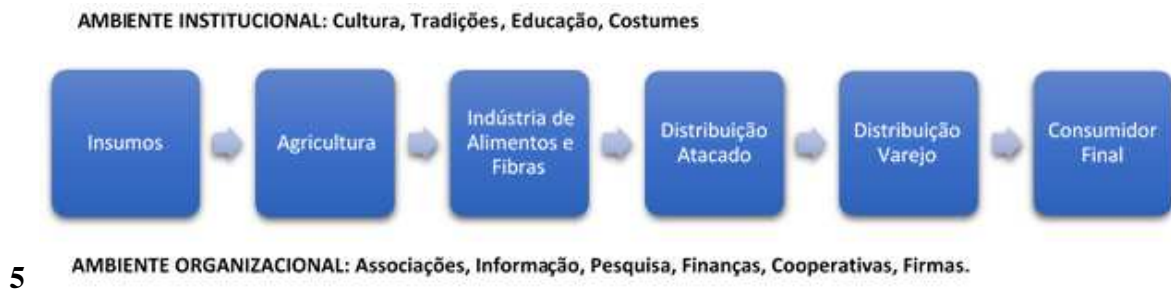 AMBIENTE INSTITUCIONAL: Cultura, Tradições, Educação, Costumes
Insumos
Agricultura
Indústria de
Alimentos e
Fibras
Distribuição
Atacado
Distribuição
Varejo
Consumidor
Final
5
AMBIENTE ORGANIZACIONAL: Associações, Informação, Pesquisa, Finanças, Cooperativas, Firmas.